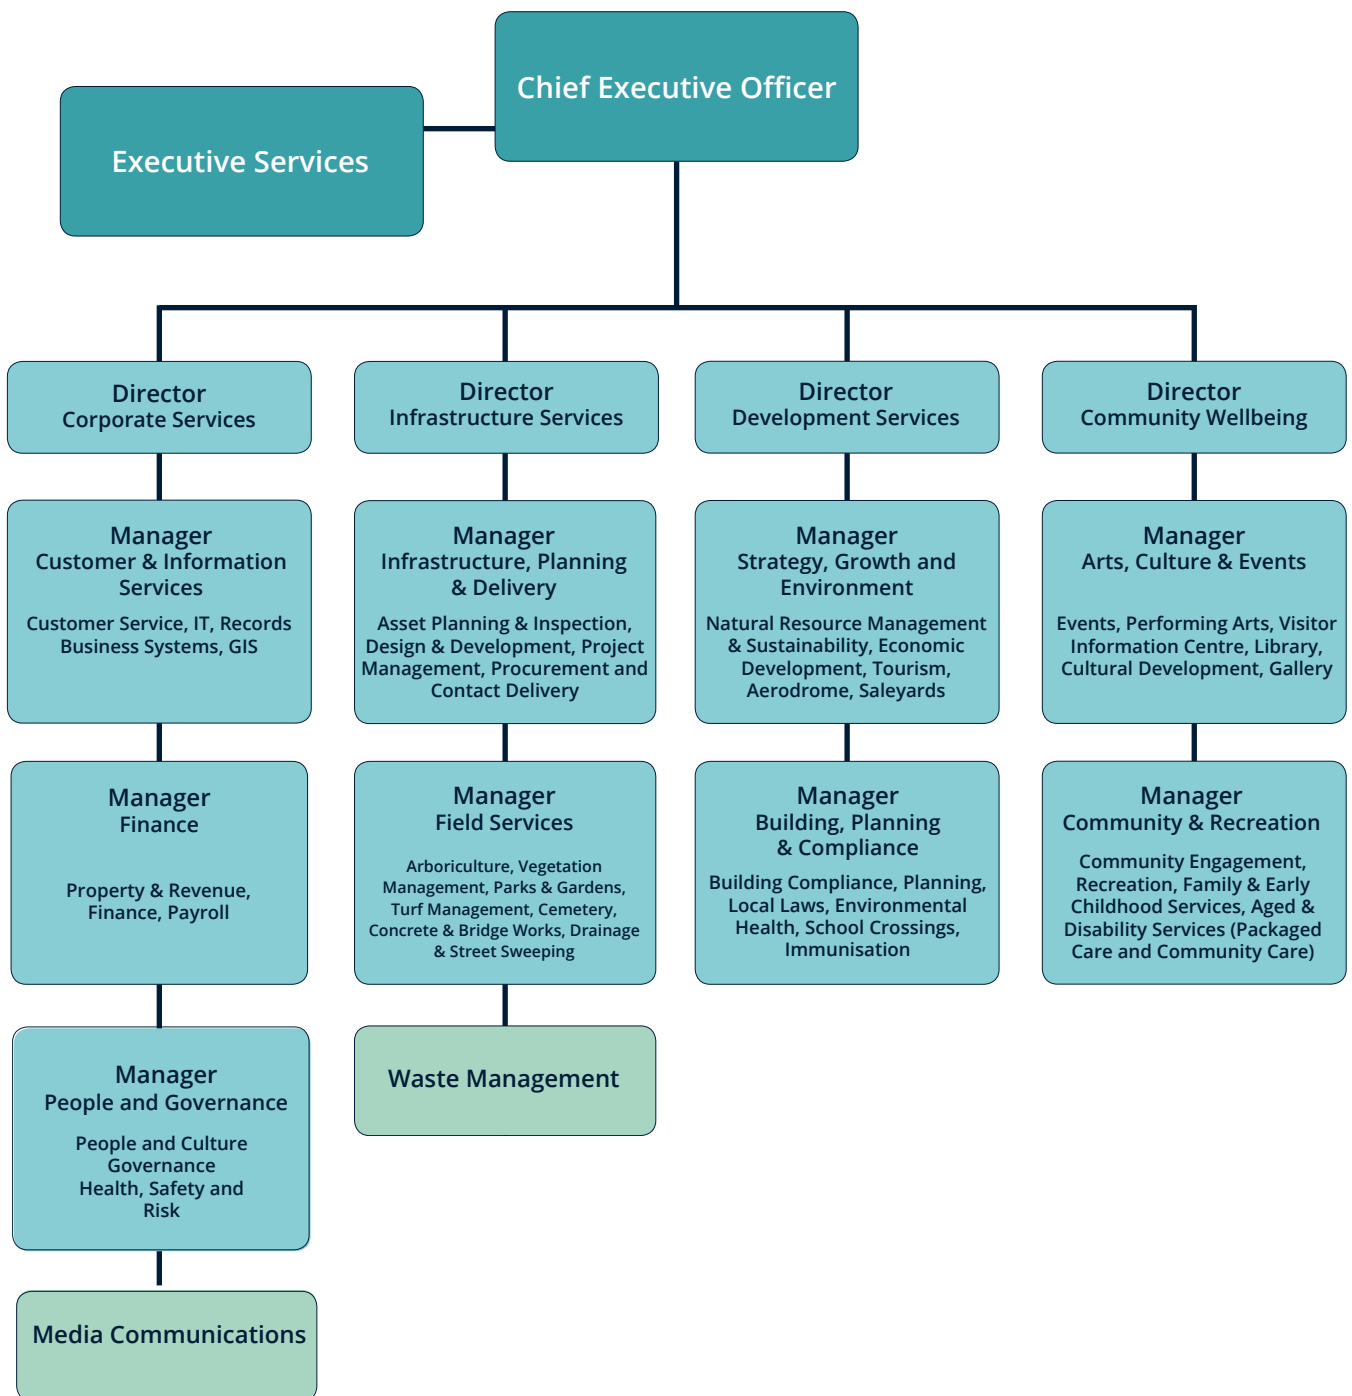 Chief Executive Officer
Executive Services
Director
Corporate Services
Manager
Customer & Information
Services
Customer Service, IT, Records
Business Systems, GIS
Manager
Finance
Property & Revenue,
Finance, Payroll
Manager
People and Governance
People and Culture
Governance
Health, Safety and
Risk
Media Communications
Director
Infrastructure Services
Manager
Infrastructure, Planning
& Delivery
Asset Planning & Inspection,
Design & Development, Project
Management, Procurement and
Contact Delivery
Manager
Field Services
Arboriculture, Vegetation
Management, Parks & Gardens,
Turf Management, Cemetery,
Concrete & Bridge Works, Drainage
& Street Sweeping
Waste Management
Director
Development Services
Manager
Strategy, Growth and
Environment
Natural Resource Management
& Sustainability, Economic
Development, Tourism,
Aerodrome, Saleyards
Manager
Building, Planning
& Compliance
Building Compliance, Planning,
Local Laws, Environmental
Health, School Crossings,
Immunisation
Director
Community Wellbeing
Manager
Arts, Culture & Events
Events, Performing Arts, Visitor
Information Centre, Library,
Cultural Development, Gallery
Manager
Community & Recreation
Community Engagement,
Recreation, Family & Early
Childhood Services, Aged &
Disability Services (Packaged
Care and Community Care)